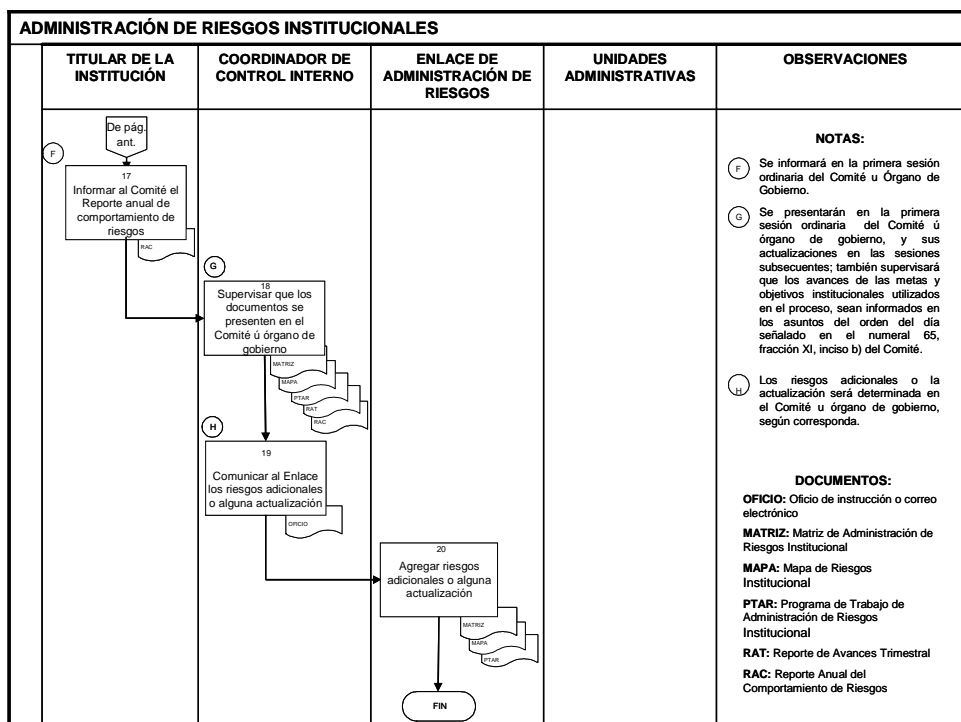 ADMINISTRACIÓN DE RIESGOS INSTITUCIONALES
TITULAR DE LA
INSTITUCIÓN
COORDINADOR DE
CONTROL INTERNO
ENLACE DE
ADMINISTRACIÓN DE
RIESGOS
UNIDADES
ADMINISTRATIVAS
OBSERVACIONES
De pág.
ant.
F
17
Informar al Comité el
Reporte anual de
comportamiento de
riesgos
RAC
G
18
Supervisar que los
documentos se
presenten en el
Comité ú órgano de
gobierno
MATRIZ
MAPA
PTAR
RAT
RAC
H
19
Comunicar al Enlace
los riesgos adicionales
o alguna actualización
OFICIO
20
Agregar riesgos
adicionales o alguna
actualización
MATRIZ
MAPA
PTAR
FIN
NOTAS:
F
Se informará en la primera sesión
ordinaria del Comité u Órgano de
Gobierno.
G
Se presentarán en la primera
sesión ordinaria del Comité ú
órgano de gobierno, y sus
actualizaciones en las sesiones
subsecuentes; también supervisará
que los avances de las metas y
objetivos institucionales utilizados
en el proceso, sean informados en
los asuntos del orden del día
señalado en el numeral 65,
fracción XI, inciso b) del Comité.
H
Los riesgos adicionales o la
actualización será determinada en
el Comité u órgano de gobierno,
según corresponda.
DOCUMENTOS:
OFICIO: Oficio de instrucción o correo
electrónico
MATRIZ: Matriz de Administración de
Riesgos Institucional
MAPA: Mapa de Riesgos
Institucional
PTAR: Programa de Trabajo de
Administración de Riesgos
Institucional
RAT: Reporte de Avances Trimestral
RAC: Reporte Anual del
Comportamiento de Riesgos